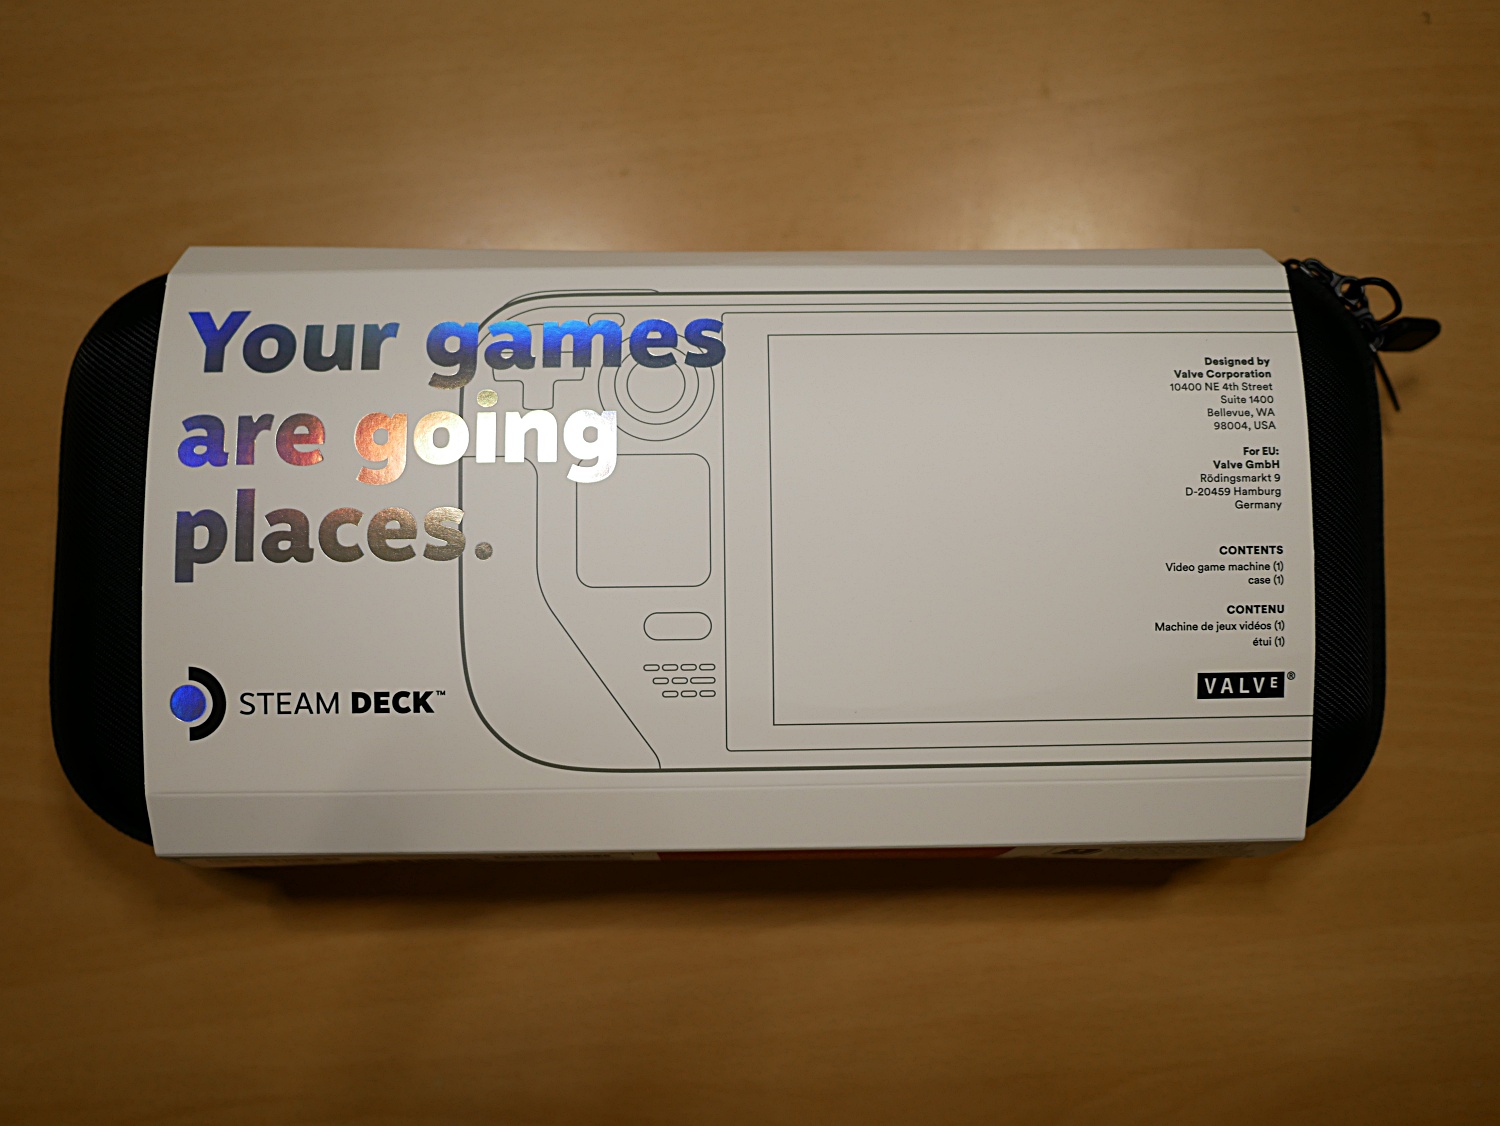 Your games
are going
places.
STEAM DECK™
Designed by
Valve Corporation
10400 NE 4th Street
Suite 1400
Bellevue, WA
98004, USA
For EU:
Valve GmbH
Rödingsmarkt 9
D-20459 Hamburg
Germany
CONTENTS
Video game machine (1)
case (1)
CONTENU
Machine de jeux vidéos (1)
étui (1)
VALVE®